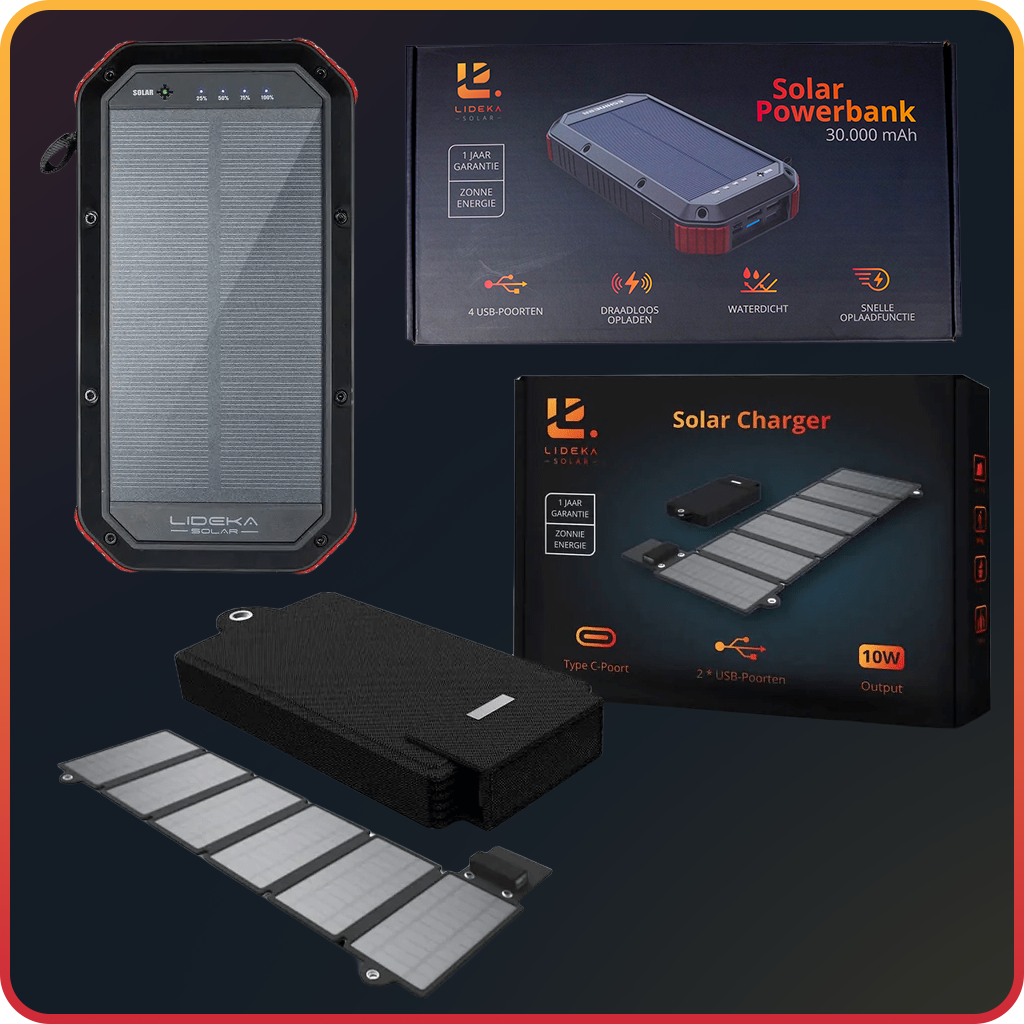 SOLAR
25% 50% 75% 100%
LIDEKA
SOLAR
LIDEKA
SOLAR
1 JAAR
GARANTIE
ZONNE
ENERGIE
Solar
Powerbank
30.000 mAh
4 USB-POORTEN
DRAADLOOS
OPLADEN
WATERDICHT
SNELLE
OPLAADFUNCTIE
LIDEKA
SOLAR
Solar Charger
1 JAAR
GARANTIE
ZONNIE
ENERGIE
Type C-Poort
2 * USB-Poorten
10W
Output